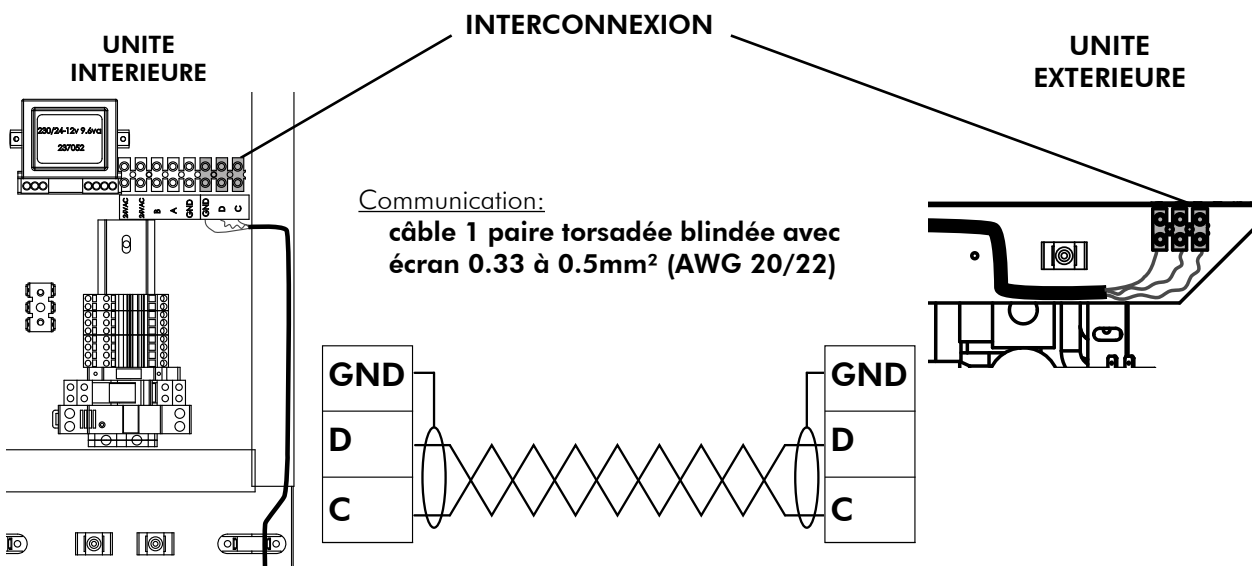 INTERCONNEXION
UNITE
INTERIEURE
UNITE
EXTERIEURE
230/24-12v 9.6va
237052
24VAC
24VAC
B
A
GND
GND
D
C
Communication:
câble 1 paire torsadée blindée avec
écran 0.33 à 0.5mm² (AWG 20/22)
GND
D
C
GND
D
C